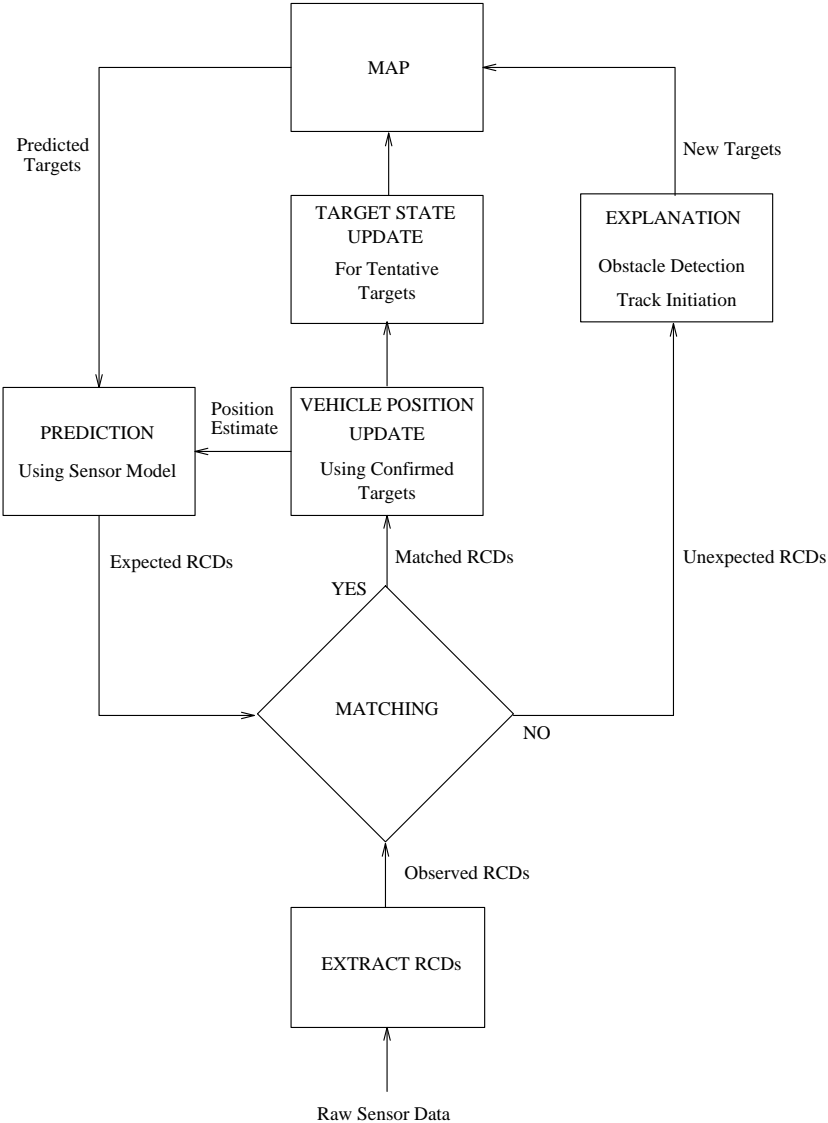 MAP
Predicted
Targets
New Targets
TARGET STATE
UPDATE
For Tentative
Targets
EXPLANATION
Obstacle Detection
Track Initiation
PREDICTION
Using Sensor Model
Position
Estimate
VEHICLE POSITION
UPDATE
Using Confirmed
Targets
Expected RCDs
Matched RCDs
Unexpected RCDs
YES
MATCHING
NO
Observed RCDs
EXTRACT RCDs
Raw Sensor Data